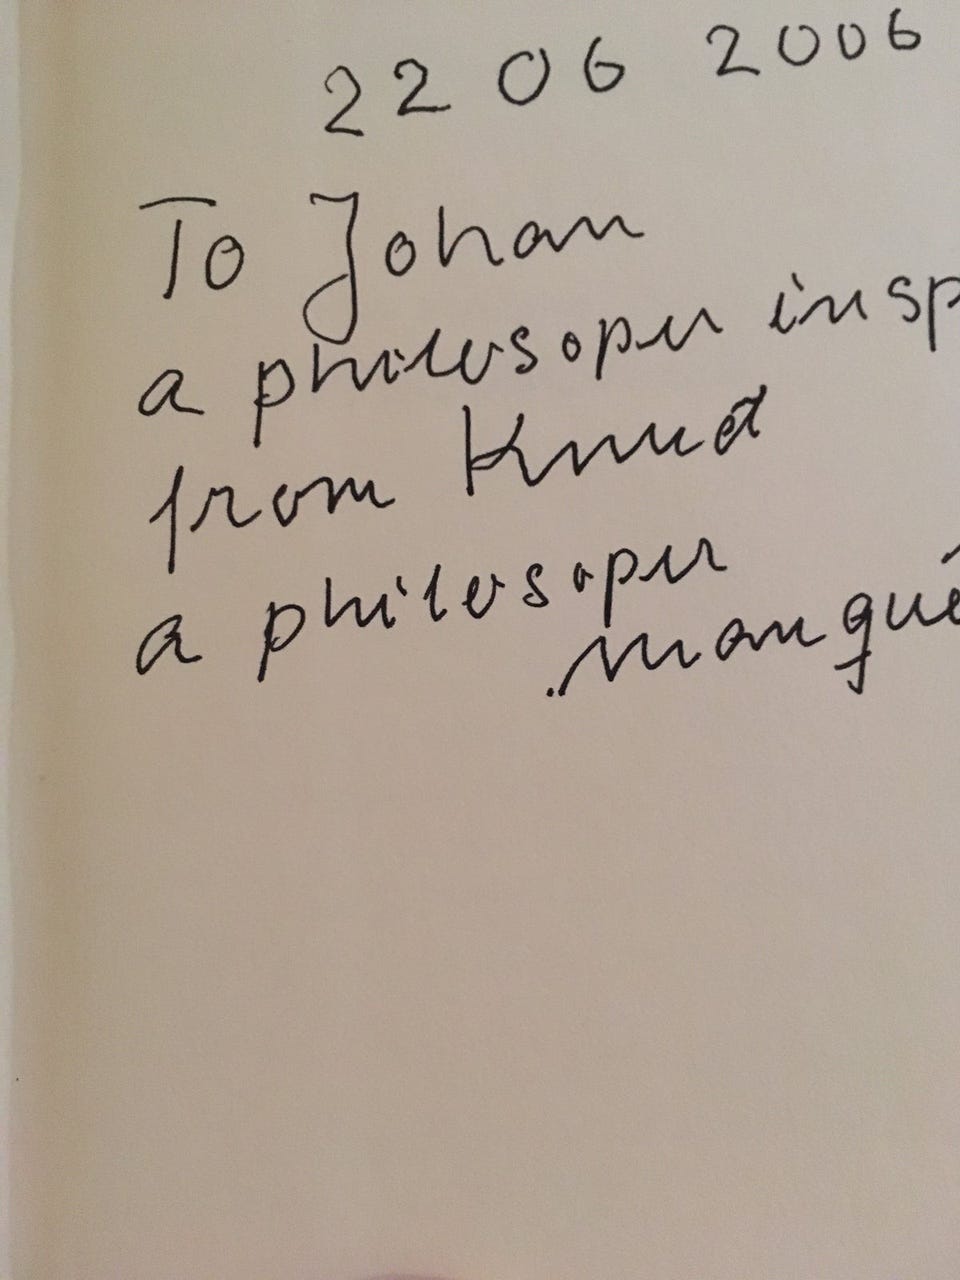 22 06 2006
To Johan
a philosoper insp
from Knud
a philosoper
manqué